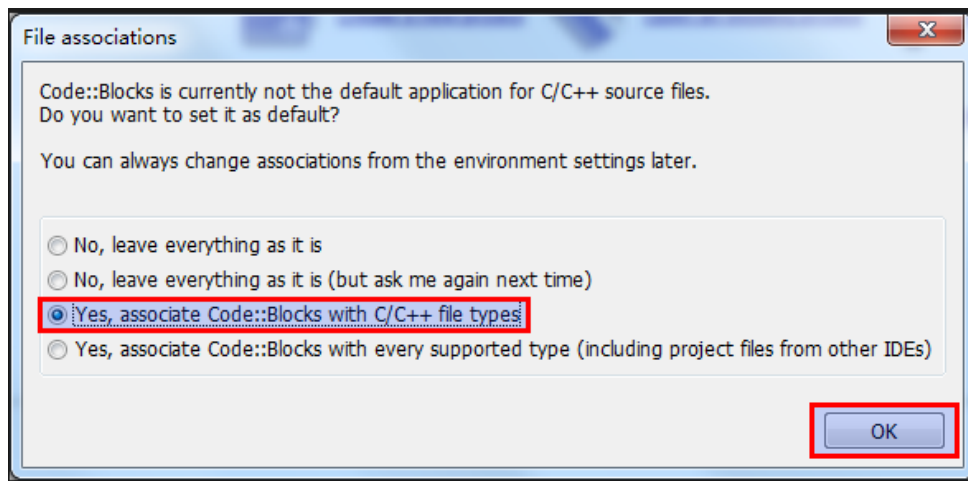 File associations
Code::Blocks is currently not the default application for C/C++ source files.
Do you want to set it as default?
You can always change associations from the environment settings later.
No, leave everything as it is
No, leave everything as it is (but ask me again next time)
Yes, associate Code::Blocks with C/C++ file types
Yes, associate Code::Blocks with every supported type (including project files from other IDEs)
OK